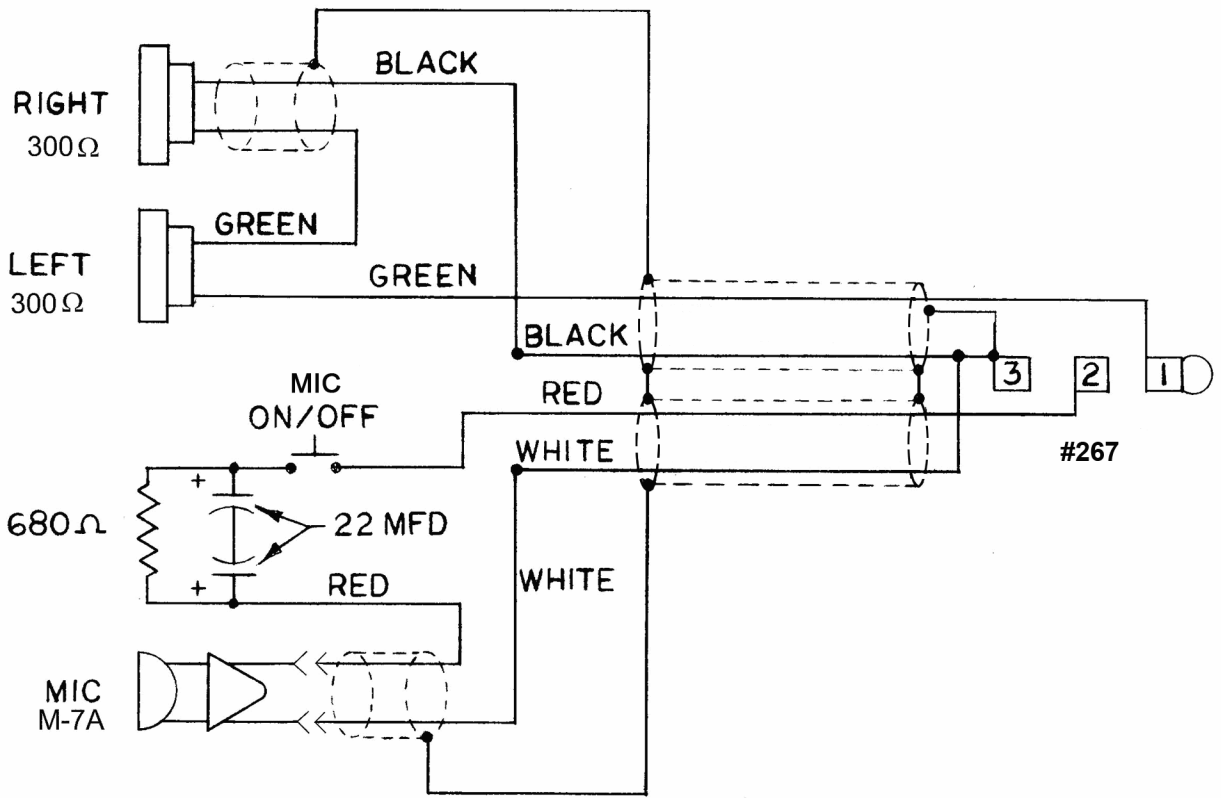 BLACK
RIGHT
300Ω
GREEN
LEFT
300Ω
GREEN
BLACK
3
2
1
MIC
ON/OFF
RED
WHITE
#267
+
680Ω
22 MFD
+
RED
WHITE
MIC
M-7A